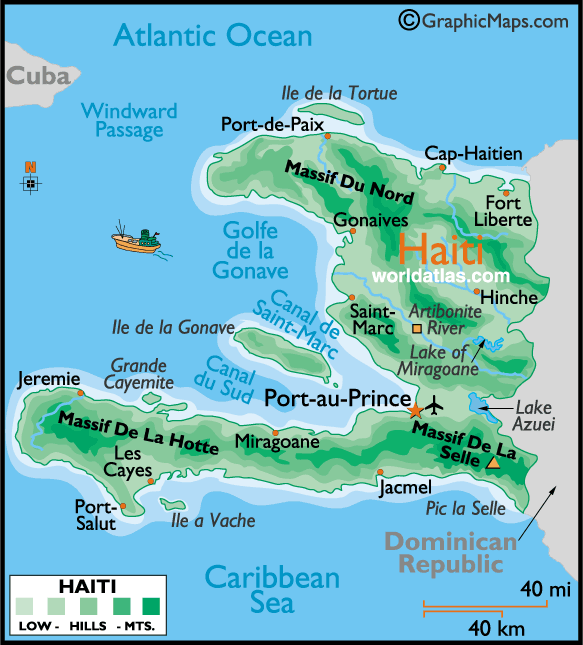 ©GraphicMaps.com
Atlantic Ocean
Cuba
Ile de la Tortue
Windward
Passage
Port-de-Paix
Cap-Haitien
Massif Du Nord
N
Fort
Liberte
Gonaives
Golfe
de la
Gonave
Haiti
worldatlas.com
Hinche
Canal de
Saint-Marc
Saint-
Marc
Artibonite
River
Ile de la Gonave
Lake of
Miragoane
Grande
Cayemite
Canal
du Sud
Jeremie
Port-au-Prince
Lake
Azuei
Massif De La Hotte
Miragoane
Massif De La
Selle
Les
Cayes
Jacmel
Port-
Salut
Ile a Vache
Pic la Selle
Dominican
Republic
Caribbean
Sea
HAITI
LOW - HILLS - MTS.
40 mi
40 km